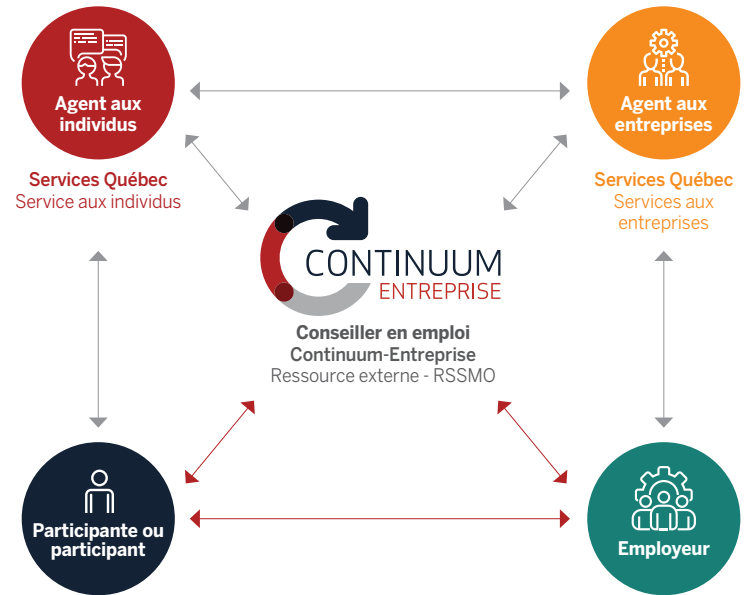 Agent aux
individus
Services Québec
Service aux individus
Agent aux
entreprises
Services Québec
Services aux
entreprises
CONTINUUM
ENTREPRISE
Conseiller en emploi
Continuum-Entreprise
Ressource externe - RSSMO
Participante ou
participant
Employeur